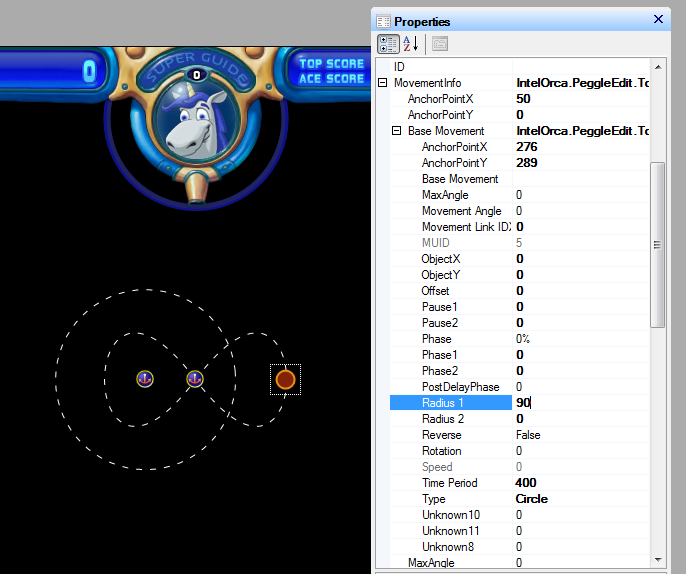 Properties
0
SUPER GUIDE
0
TOP SCORE
ACE SCORE
A
Z
ID
MovementInfo IntelOrca.PeggleEdit.To
AnchorPointX 50
AnchorPointY 0
Base Movement IntelOrca.PeggleEdit.To
AnchorPointX 276
AnchorPointY 289
Base Movement
MaxAngle 0
Movement Angle 0
Movement Link IDX 0
MUID 5
ObjectX 0
ObjectY 0
Offset 0
Pause1 0
Pause2 0
Phase 0%
Phase1 0
Phase2 0
PostDelayPhase 0
Radius 1 90
Radius 2 0
Reverse False
Rotation 0
Speed 0
Time Period 400
Type Circle
Unknown10 0
Unknown11 0
Unknown8 0
MaxAngle 0